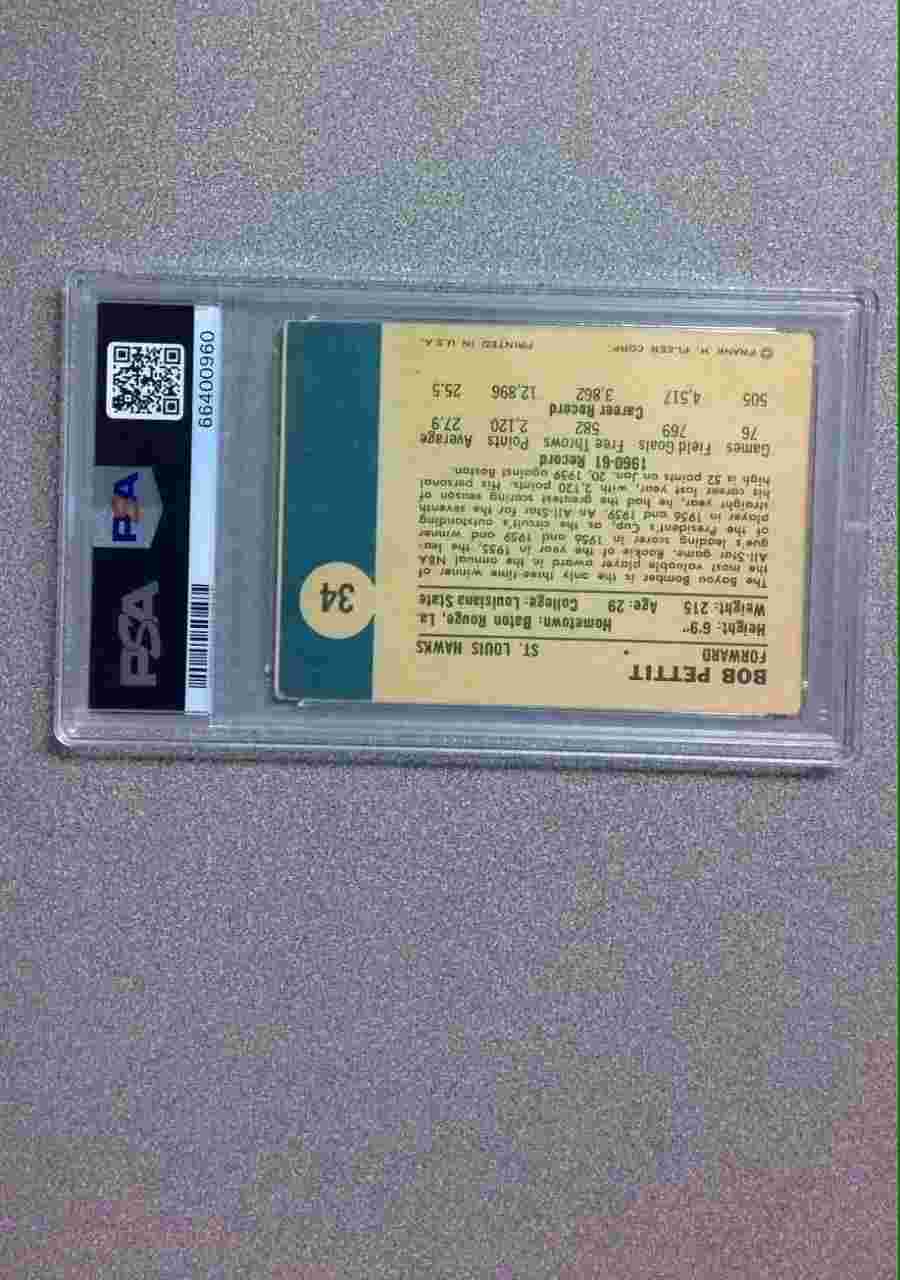 BOB PETTIT
FORWARD ST. LOUIS HAWKS
Height: 6'9" Hometown: Baton Rouge, La.
Weight: 215 Age: 29 College: Louisiana State
The Bayou Bomber is the only three-time winner of
the most valuable player award in the annual NBA
All-Star game. Rookie of the year in 1955, the lea-
gue's leading scorer in 1956 and 1959 and winner
of the President's Cup, as the circuit's outstanding
player in 1956 and 1959. An All-Star for the seventh
straight year, he had the greatest scoring season of
his career last year, with 2,120 points. His personal
high is 52 points on Jan. 20, 1959 against Boston.
1960-61 Record
Games Field Goals Free Throws Points Average
76 769 582 2,120 27.9
Career Record
505 4,517 3,862 12,896 25.5
© FRANK H. FLEER CORP. PRINTED IN U.S.A.
34
66400960
PSA
PSA